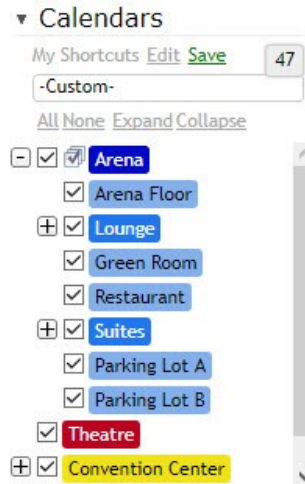 Calendars
My Shortcuts Edit Save 47
-Custom-
All None Expand Collapse
Arena
Arena Floor
Lounge
Green Room
Restaurant
Suites
Parking Lot A
Parking Lot B
Theatre
Convention Center